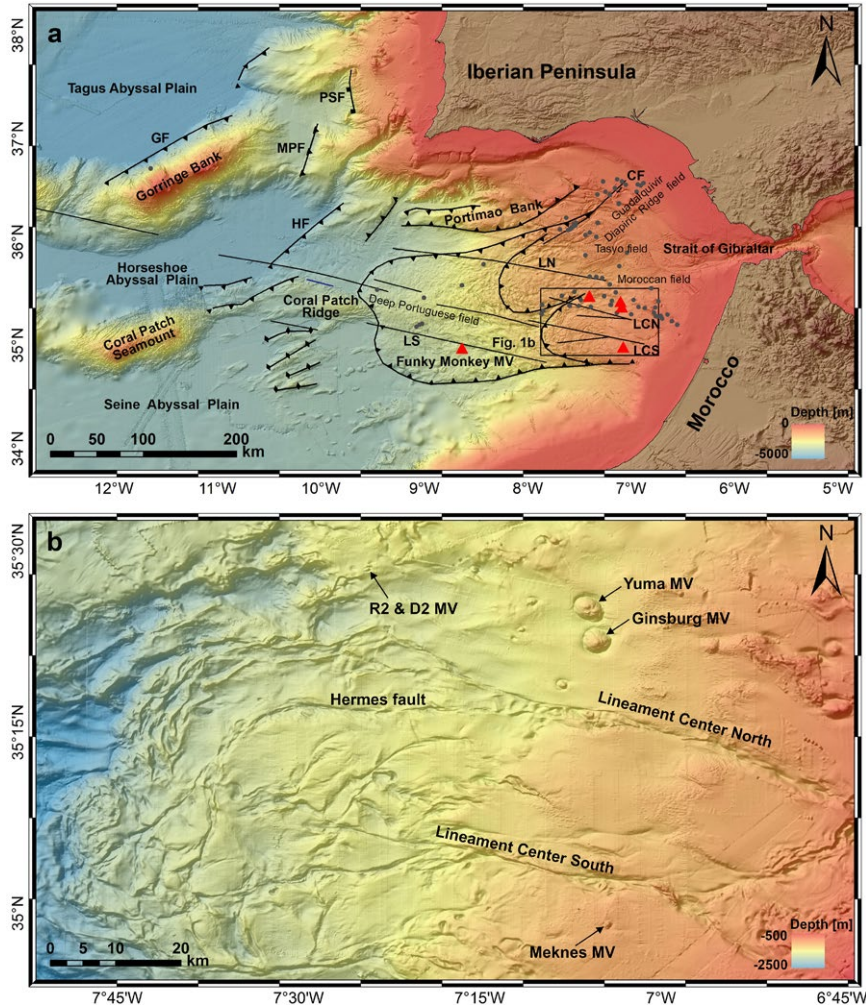 a
N
38°N
37°N
36°N
35°N
34°N
Tagus Abyssal Plain
Iberian Peninsula
PSF
GF
MPF
Gorringe Bank
CF
Guadalquivir
Diapiric Ridge field
Portimao Bank
HF
Tasyo field
Strait of Gibraltar
LN
Horseshoe
Abyssal Plain
Moroccan field
Coral Patch
Ridge
Deep Portuguese field
LCN
Coral Patch
Seamount
LS
Fig. 1b
LCS
Funky Monkey MV
Morocco
Seine Abyssal Plain
Depth [m]
0
-5000
0 50 100 200
km
12°W 11°W 10°W 9°W 8°W 7°W 6°W 5°W
b
N
35°30'N
35°15'N
35°N
Yuma MV
R2 & D2 MV
Ginsburg MV
Hermes fault
Lineament Center North
Lineament Center South
Meknes MV
Depth [m]
-500
-2500
0 5 10 20
km
7°45'W 7°30'W 7°15'W 7°W 6°45'W